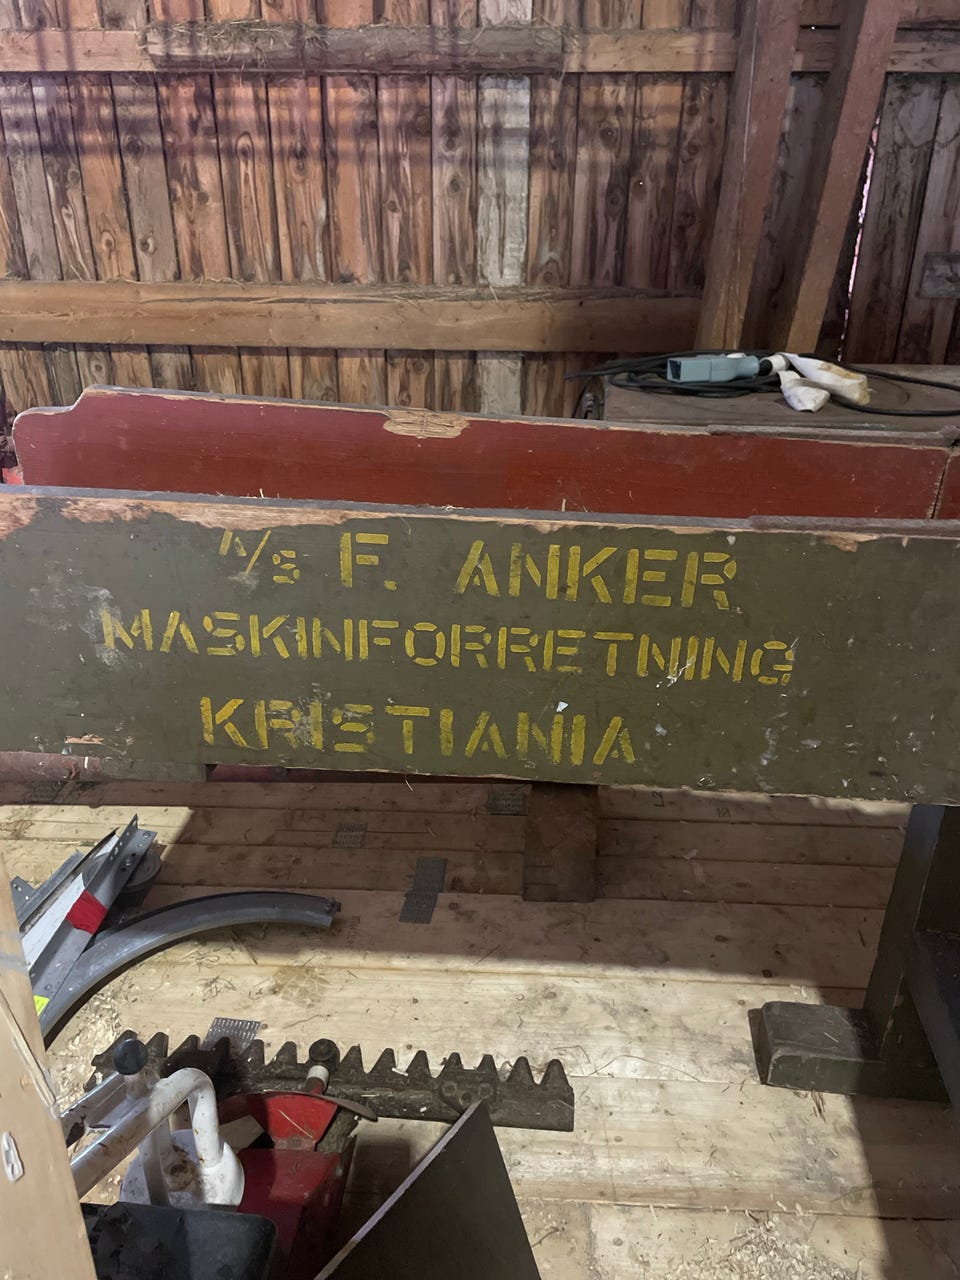 A/S F. ANKER
MASKINFORRETNING
KRISTIANIA